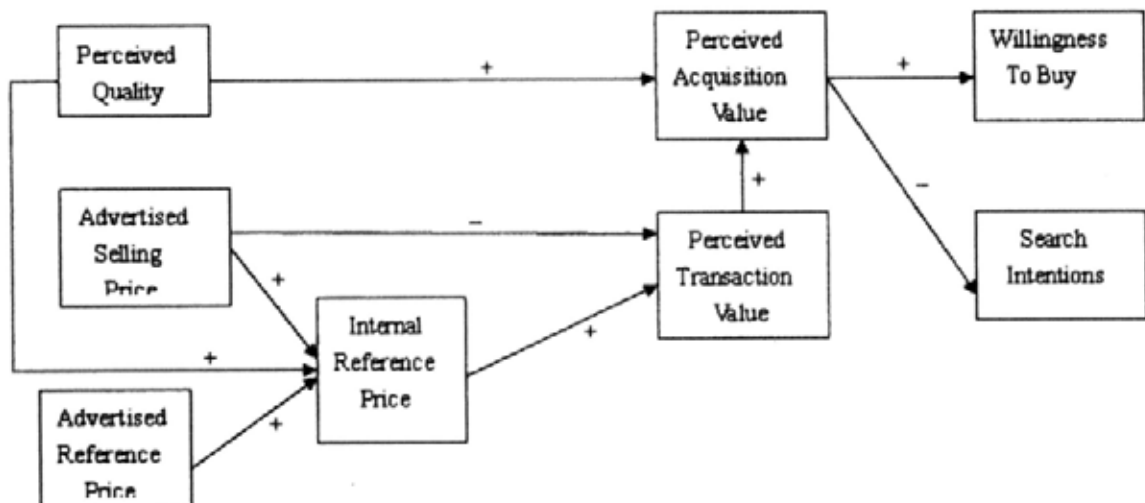 Perceived
Quality
+
Perceived
Acquisition
Value
+
Willingness
To Buy
+
–
Advertised
Selling
Price
–
Perceived
Transaction
Value
Search
Intentions
+
+
Internal
Reference
Price
+
+
Advertised
Reference
Price